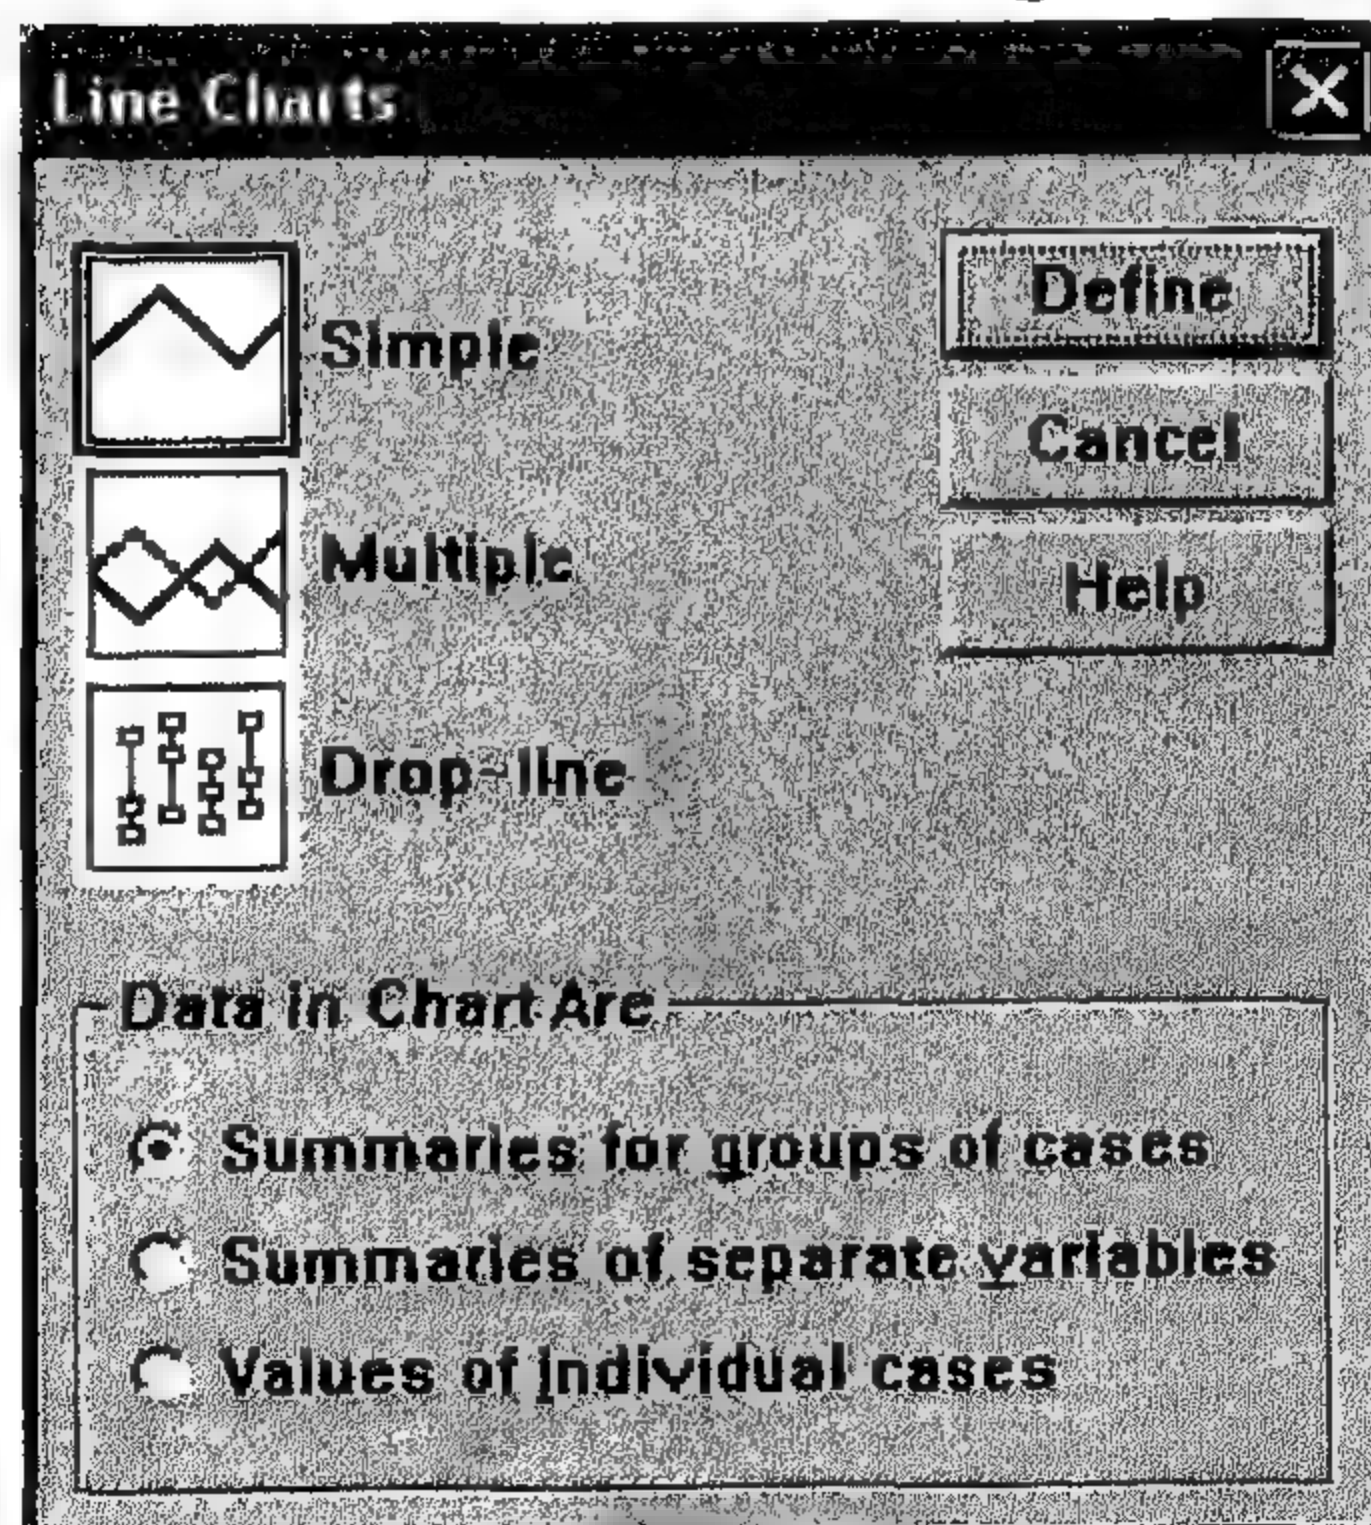 Line Charts
Simple
Define
Cancel
Multiple
Help
Drop-line
Data in Chart Are
Summaries for groups of cases
Summaries of separate variables
Values of individual cases